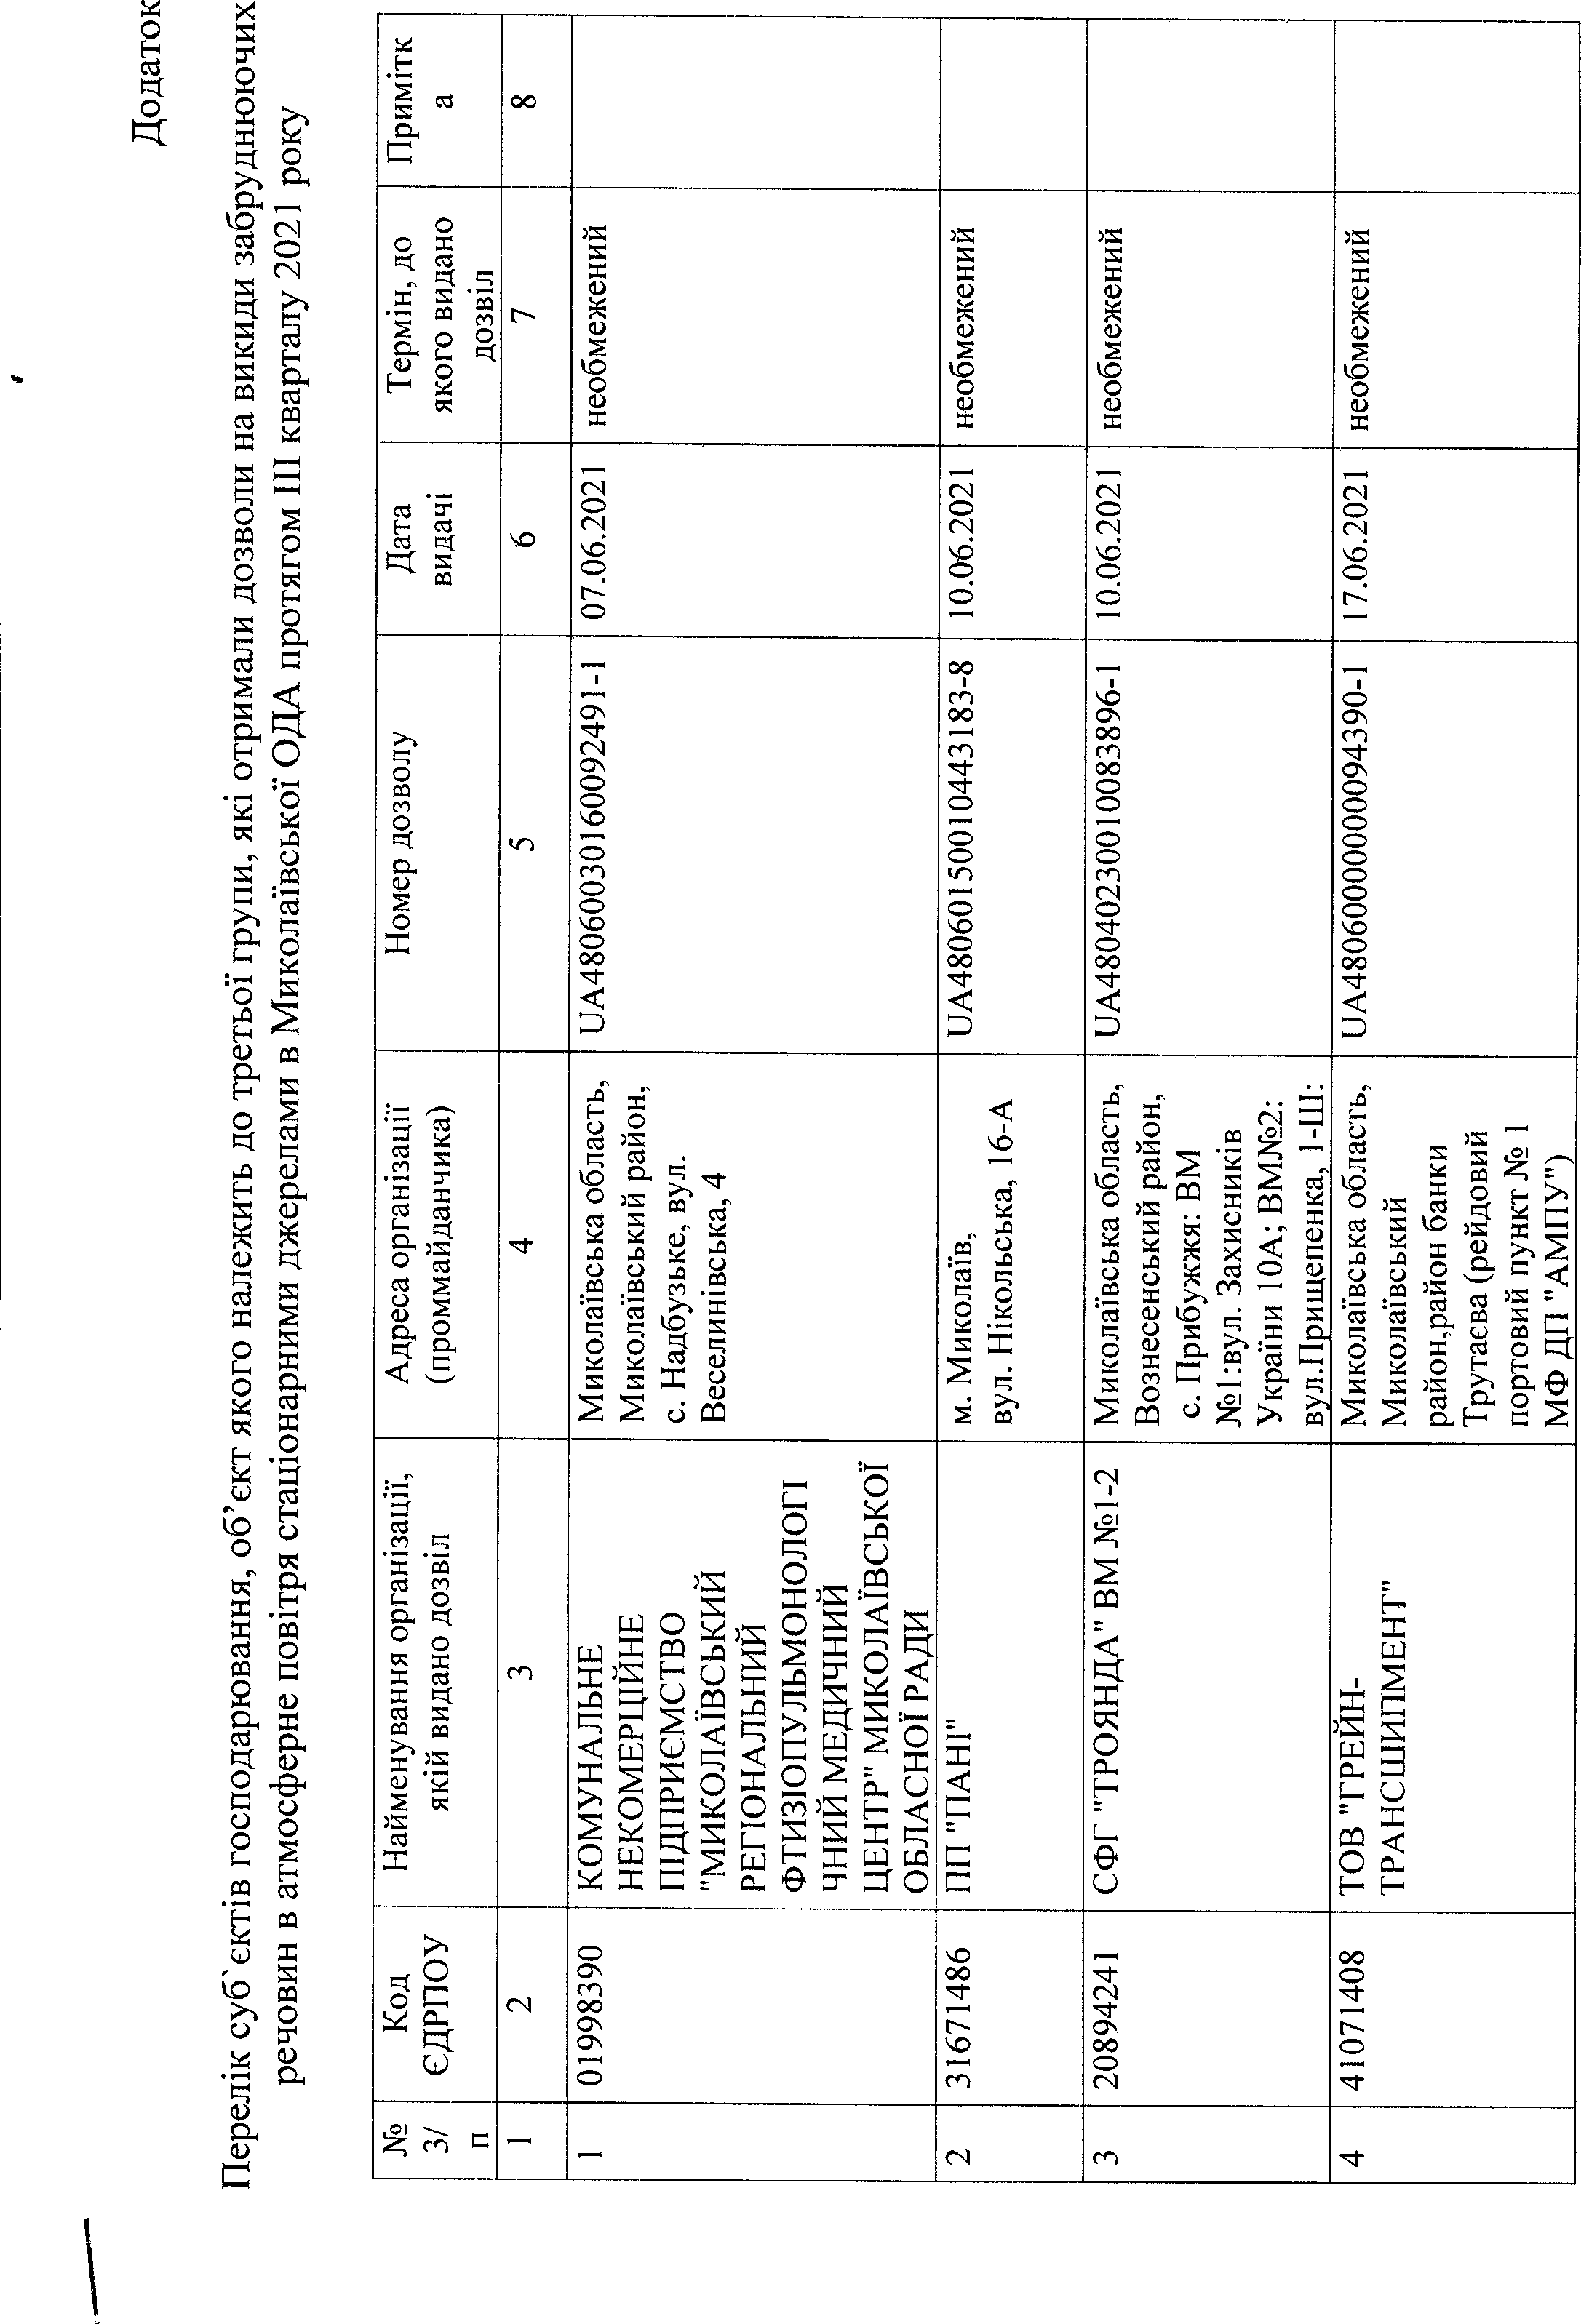 Додаток
Перелік суб`єктів господарювання, об'єкт якого належить до третьої групи, які отримали дозволи на викиди забруднюючих
речовин в атмосферне повітря стаціонарними джерелами в Миколаївської ОДА протягом ІІІ кварталу 2021 року
№
З/
п
Код
ЄДРПОУ
Найменування організації,
якій видано дозвіл
Адреса організації
(проммайданчика)
Номер дозволу
Дата
видачі
Термін, до
якого видано
дозвіл
Примітк
а
1 2 3 4 5 6 7 8
1
01998390
КОМУНАЛЬНЕ
НЕКОМЕРЦІЙНЕ
ПІДПРИЄМСТВО
"МИКОЛАЇВСЬКИЙ
РЕГІОНАЛЬНИЙ
ФТИЗІОПУЛЬМОНОЛОГІ
ЧНИЙ МЕДИЧНИЙ
ЦЕНТР" МИКОЛАЇВСЬКОЇ
ОБЛАСНОЇ РАДИ
Миколаївська область,
Миколаївський район,
с. Надбузьке, вул.
Веселинівська, 4
UA48060030160092491-1
07.06.2021
необмежений
2
31671486
ПП "ПАНІ"
м. Миколаїв,
вул. Нікольська, 16-А
UA48060150010443183-8
10.06.2021
необмежений
3
20894241
СФГ "ТРОЯНДА" ВМ №1-2
Миколаївська область,
Вознесенський район,
с. Прибужжя: ВМ
№1:вул. Захисників
України 10А; ВМ№2:
вул.Прищепенка, 1-Ш:
UA48040230010083896-1
10.06.2021
необмежений
4
41071408
ТОВ "ГРЕЙН-
ТРАНСШИПМЕНТ"
Миколаївська область,
Миколаївський
район,район банки
Трутаєва (рейдовий
портовий пункт № 1
МФ ДП "АМПУ")
UA48060000000094390-1
17.06.2021
необмежений